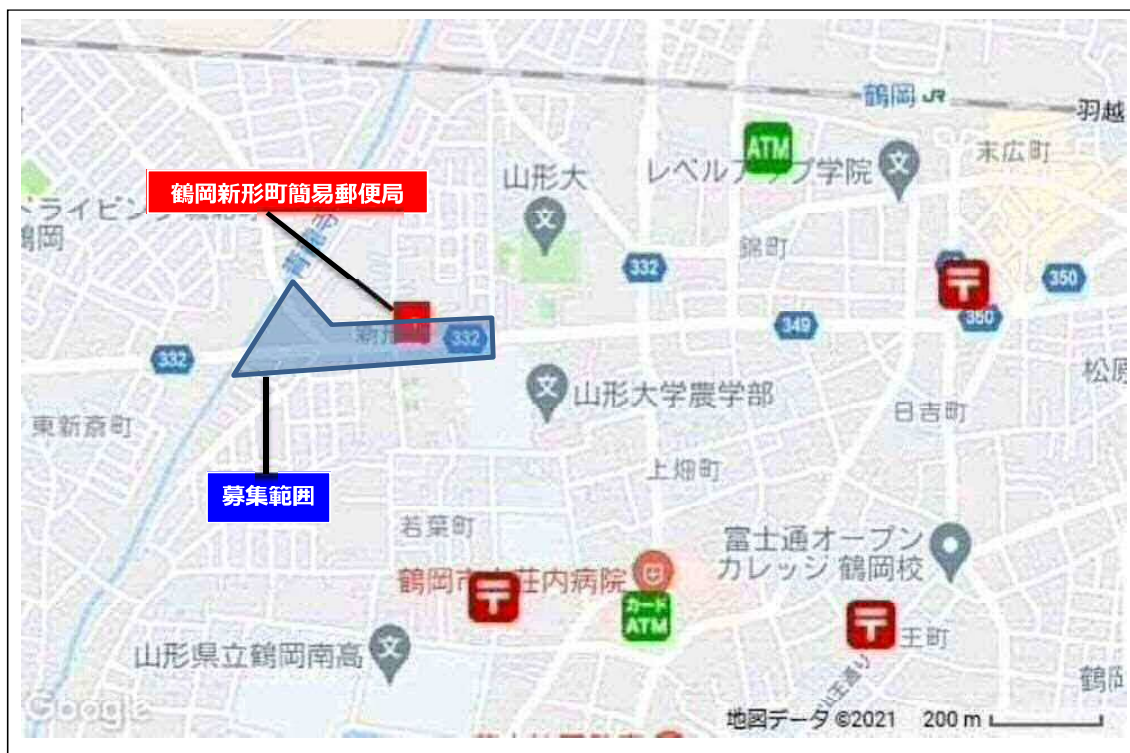 鶴岡 JR
羽越
ATM
末広町
山形大
レベルアップ学院
鶴岡新形町簡易郵便局
ドライビング
鶴岡
錦町
332
350
332
349
350
332
松原
山形大学農学部
日吉町
東新斎町
上畑町
募集範囲
若葉町
富士通オープン
カレッジ 鶴岡校
鶴岡市
荘内病院
カード
ATM
王町
山形県立鶴岡南高
山王通り
鶴岡
Google
地図データ ©2021
200 m